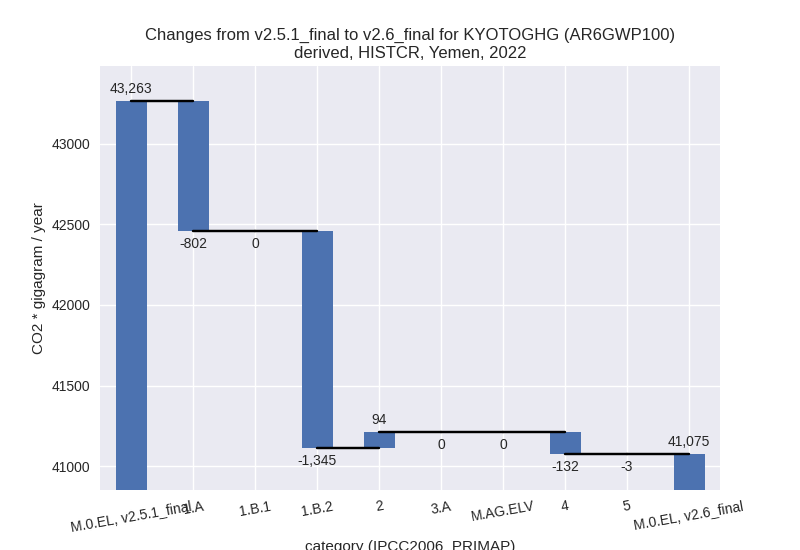 Changes from v2.5.1_final to v2.6_final for KYOTOGHG (AR6GWP100)
derived, HISTCR, Yemen, 2022
CO2 * gigagram / year
43000
42500
42000
41500
41000
43,263
-802
0
-1,345
94
0
0
-132
-3
41,075
M.0.EL, v2.5.1_final
1.A
1.B.1
1.B.2
2
3.A
M.AG.ELV
4
5
M.0.EL, v2.6_final
category (IPCC2006_PRIMAP)